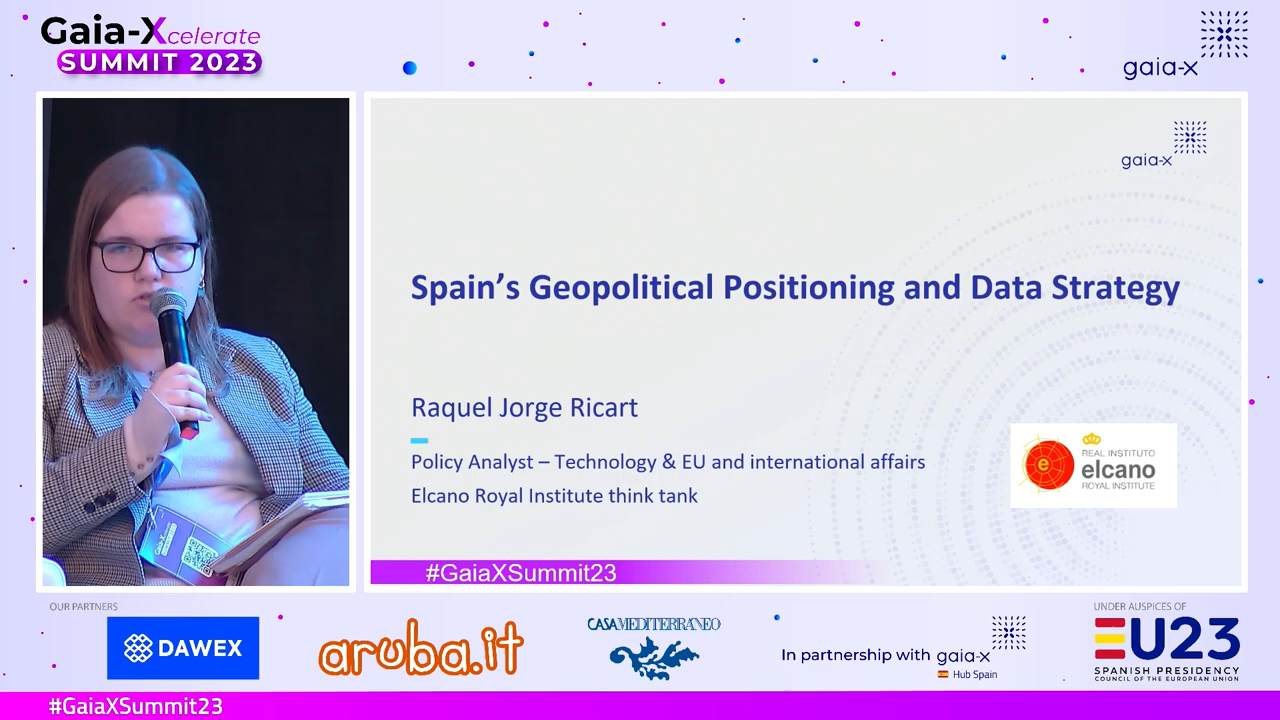 Gaia-Xcelerate
SUMMIT 2023
gaia-x
gaia-x
Spain's Geopolitical Positioning and Data Strategy
Raquel Jorge Ricart
Policy Analyst – Technology & EU and international affairs
Elcano Royal Institute think tank
e
REAL INSTITUTO
elcano
ROYAL INSTITUTE
#GaiaXSummit23
Gaia-X
OUR PARTNERS
DAWEX
aruba.it
CASAMEDITERRÁNEO
In partnership with gaia-x
Hub Spain
UNDER AUSPICES OF
EU23
SPANISH PRESIDENCY
COUNCIL OF THE EUROPEAN UNION
#GaiaXSummit23